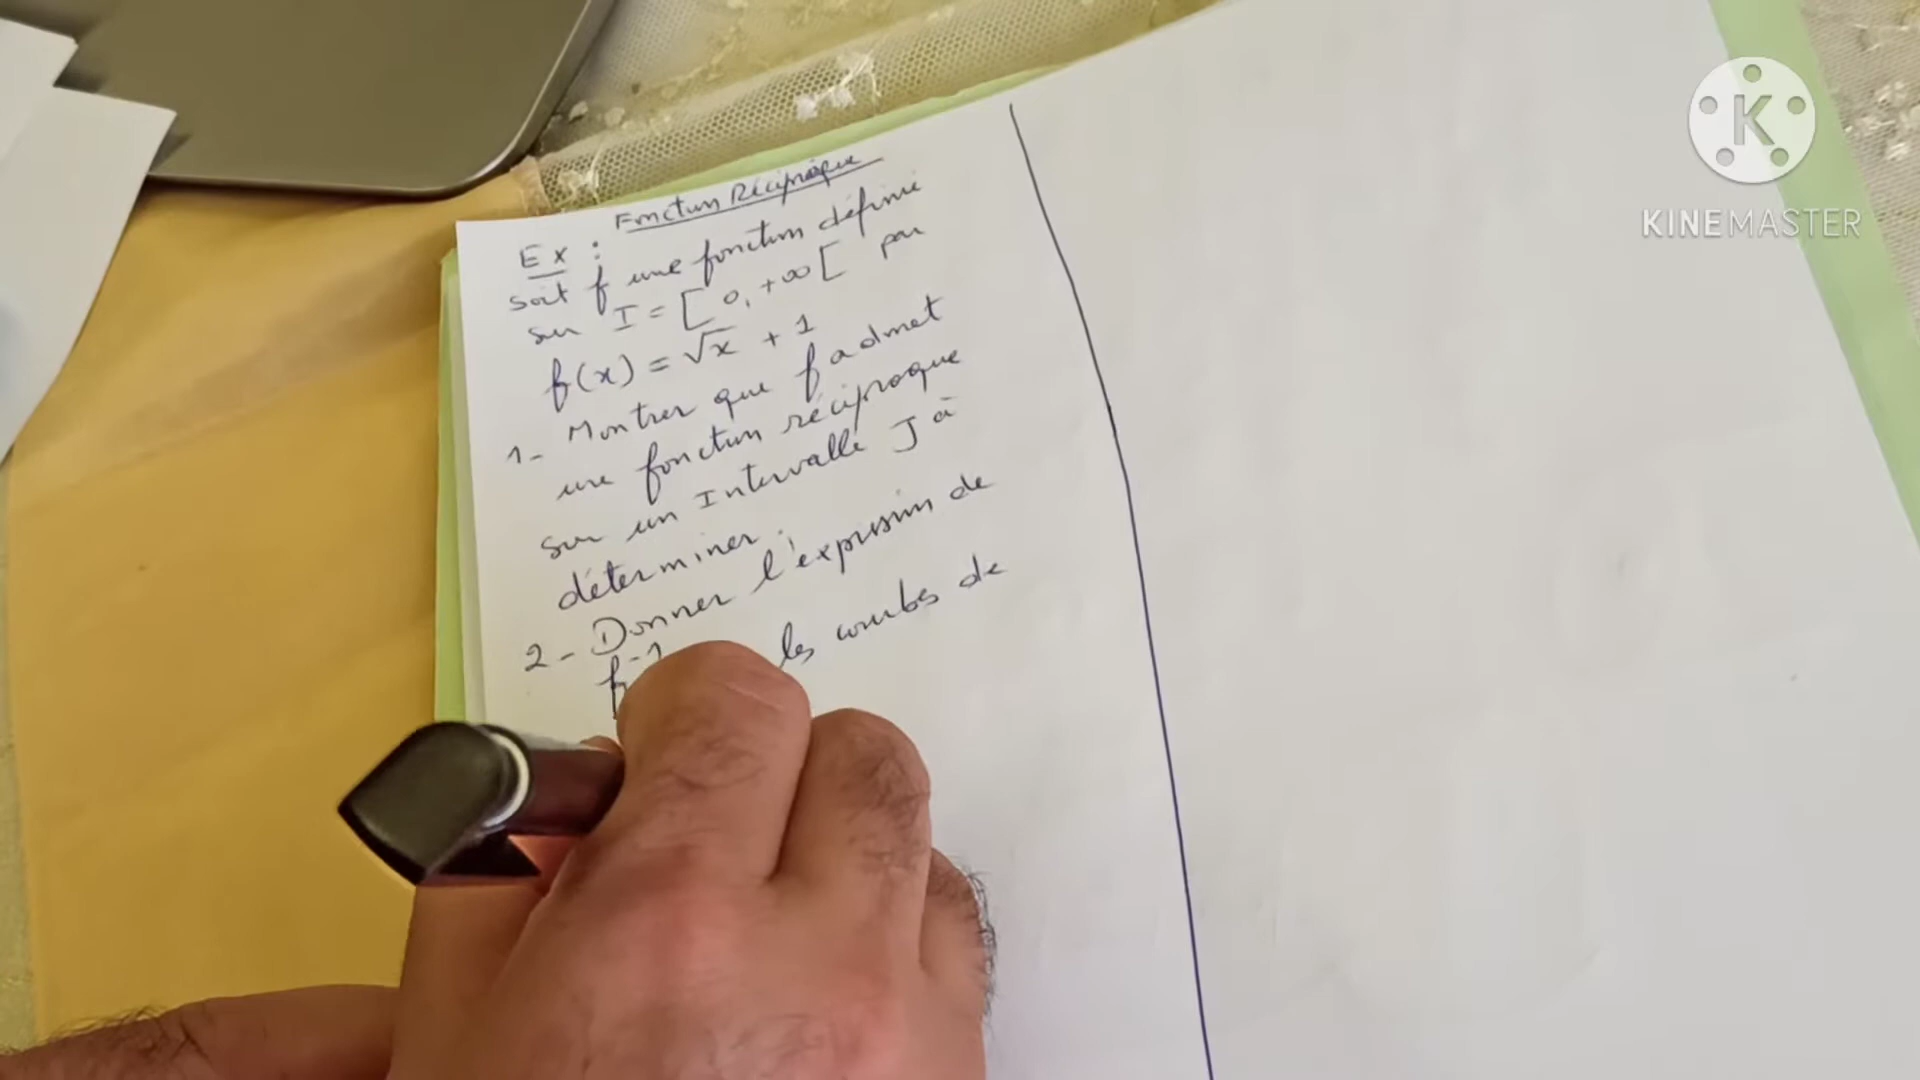 Fonction Réciproque
Ex :
soit f une fonction définie
sur I = [0, +∞[ par
f(x) = √x + 1
1- Montrer que f admet
une fonction réciproque
sur un Intervalle J à
déterminer.
2- Donner l'expression de
f⁻¹
les courbes de
K
KINEMASTER